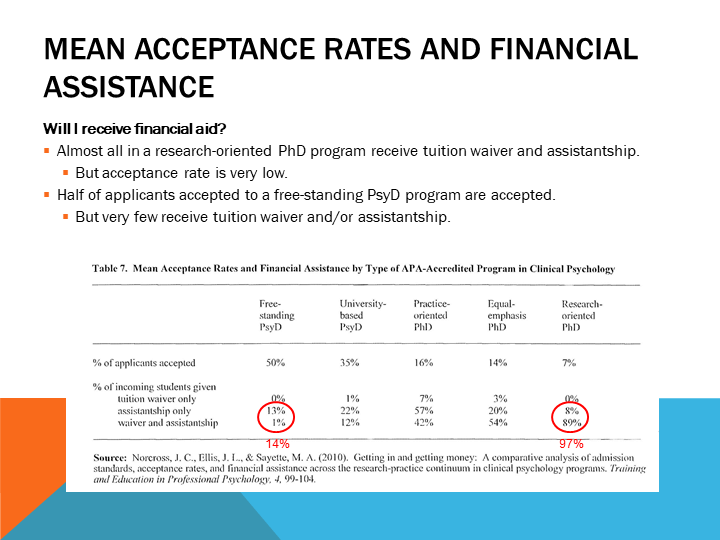 MEAN ACCEPTANCE RATES AND FINANCIAL
ASSISTANCE
Will I receive financial aid?
Almost all in a research-oriented PhD program receive tuition waiver and assistantship.
But acceptance rate is very low.
Half of applicants accepted to a free-standing PsyD program are accepted.
But very few receive tuition waiver and/or assistantship.
Table 7. Mean Acceptance Rates and Financial Assistance by Type of APA-Accredited Program in Clinical Psychology
Free- University- Practice- Equal- Research-
standing based oriented emphasis oriented
PsyD PsyD PhD PhD PhD
% of applicants accepted 50% 35% 16% 14% 7%
% of incoming students given
tuition waiver only 0% 1% 7% 3% 0%
assistantship only 13% 22% 57% 20% 8%
waiver and assistantship 1% 12% 42% 54% 89%
14% 97%
Source: Norcross, J. C., Ellis, J. L., & Sayette, M. A. (2010). Getting in and getting money: A comparative analysis of admission
standards, acceptance rates, and financial assistance across the research-practice continuum in clinical psychology programs. Training
and Education in Professional Psychology, 4, 99-104.